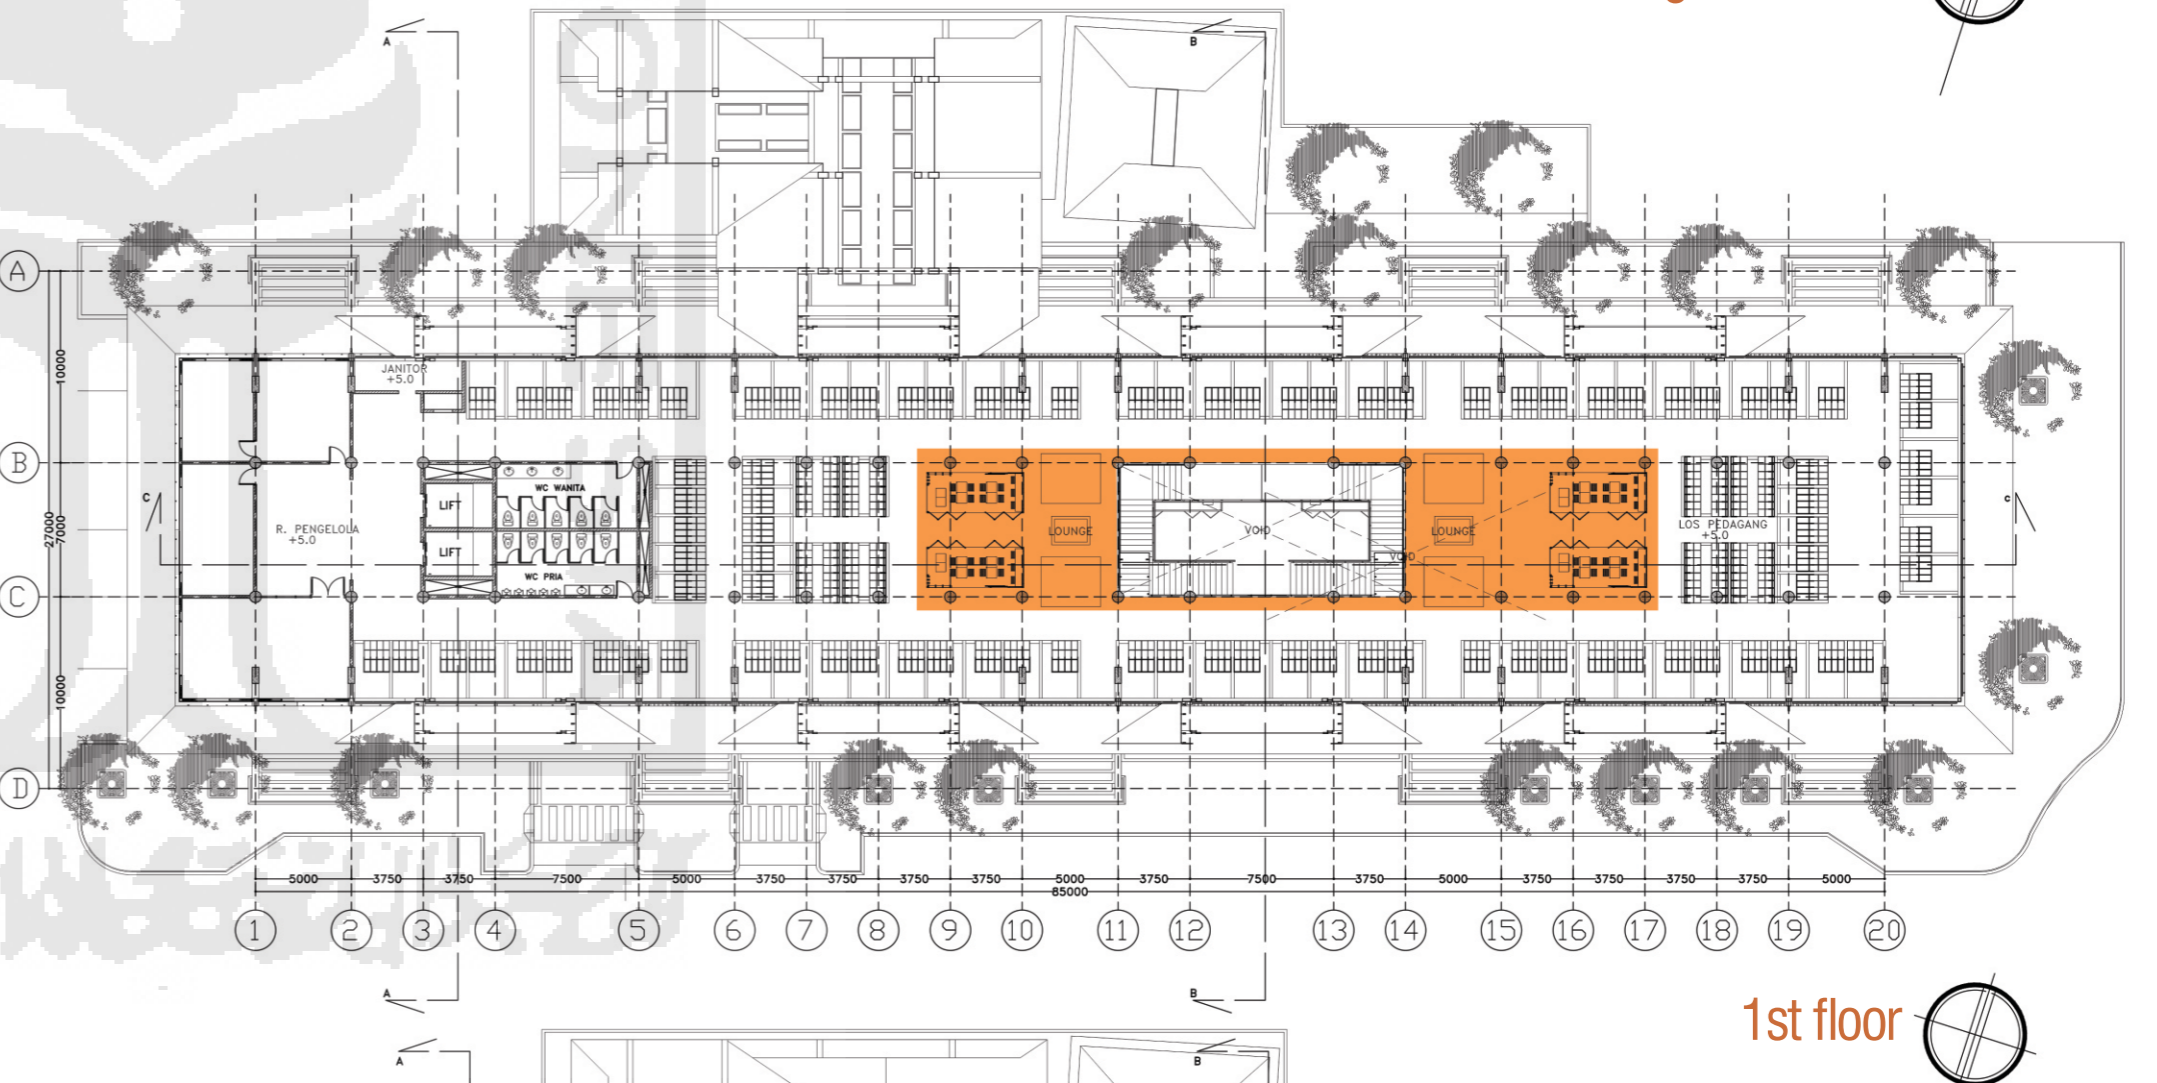 A
B
A
10000
JANITOR
+5.0
B
WC WANITA
C
LIFT
R. PENGELOLA
+5.0
LOUNGE
VOID
LOUNGE
LOS PEDAGANG
+5.0
C
27000
7000
LIFT
VOID
WC PRIA
C
10000
D
5000 3750 3750 7500 5000 3750 3750 3750 3750 5000 3750 7500 3750 5000 3750 3750 3750 3750 5000
85000
1 2 3 4 5 6 7 8 9 10 11 12 13 14 15 16 17 18 19 20
A
B
1st floor
A
B